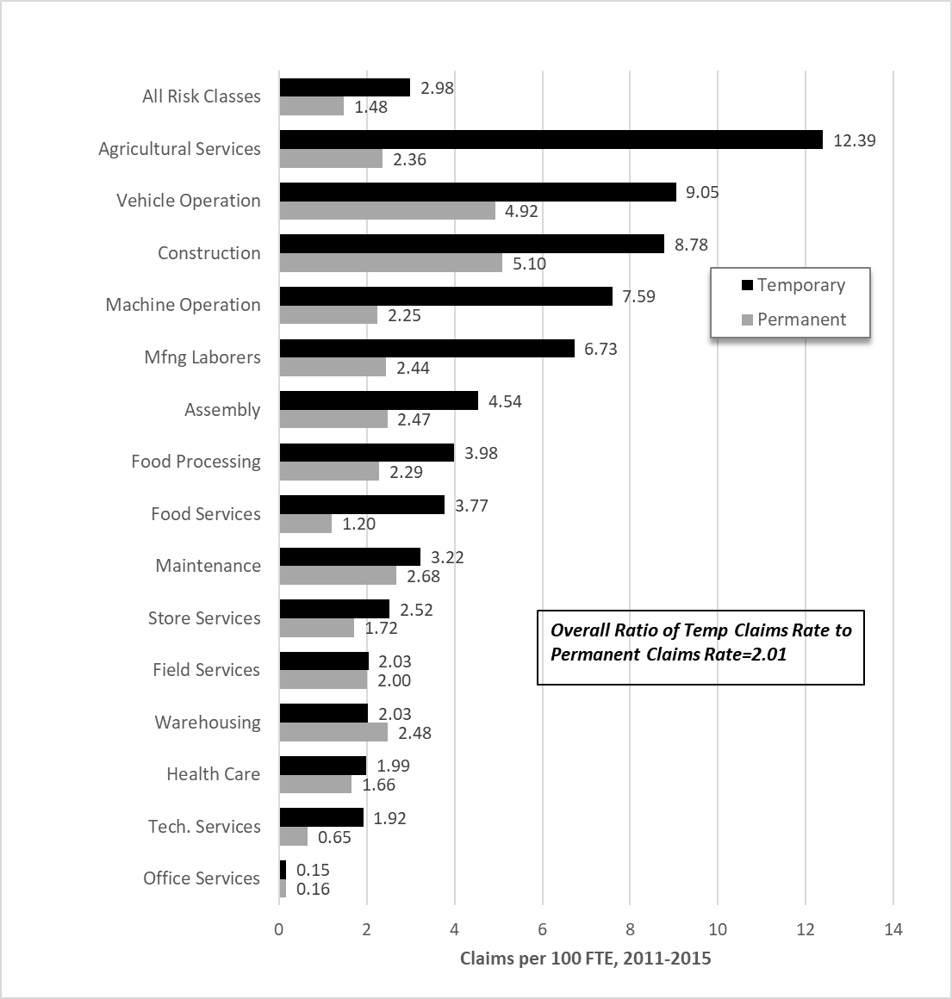 All Risk Classes
2.98
1.48
Agricultural Services
12.39
2.36
Vehicle Operation
9.05
4.92
Construction
8.78
5.10
Machine Operation
7.59
2.25
Temporary
Permanent
Mfng Laborers
6.73
2.44
Assembly
4.54
2.47
Food Processing
3.98
2.29
Food Services
3.77
1.20
Maintenance
3.22
2.68
Store Services
2.52
1.72
Overall Ratio of Temp Claims Rate to
Permanent Claims Rate=2.01
Field Services
2.03
2.00
Warehousing
2.03
2.48
Health Care
1.99
1.66
Tech. Services
1.92
0.65
Office Services
0.15
0.16
0 2 4 6 8 10 12 14
Claims per 100 FTE, 2011-2015